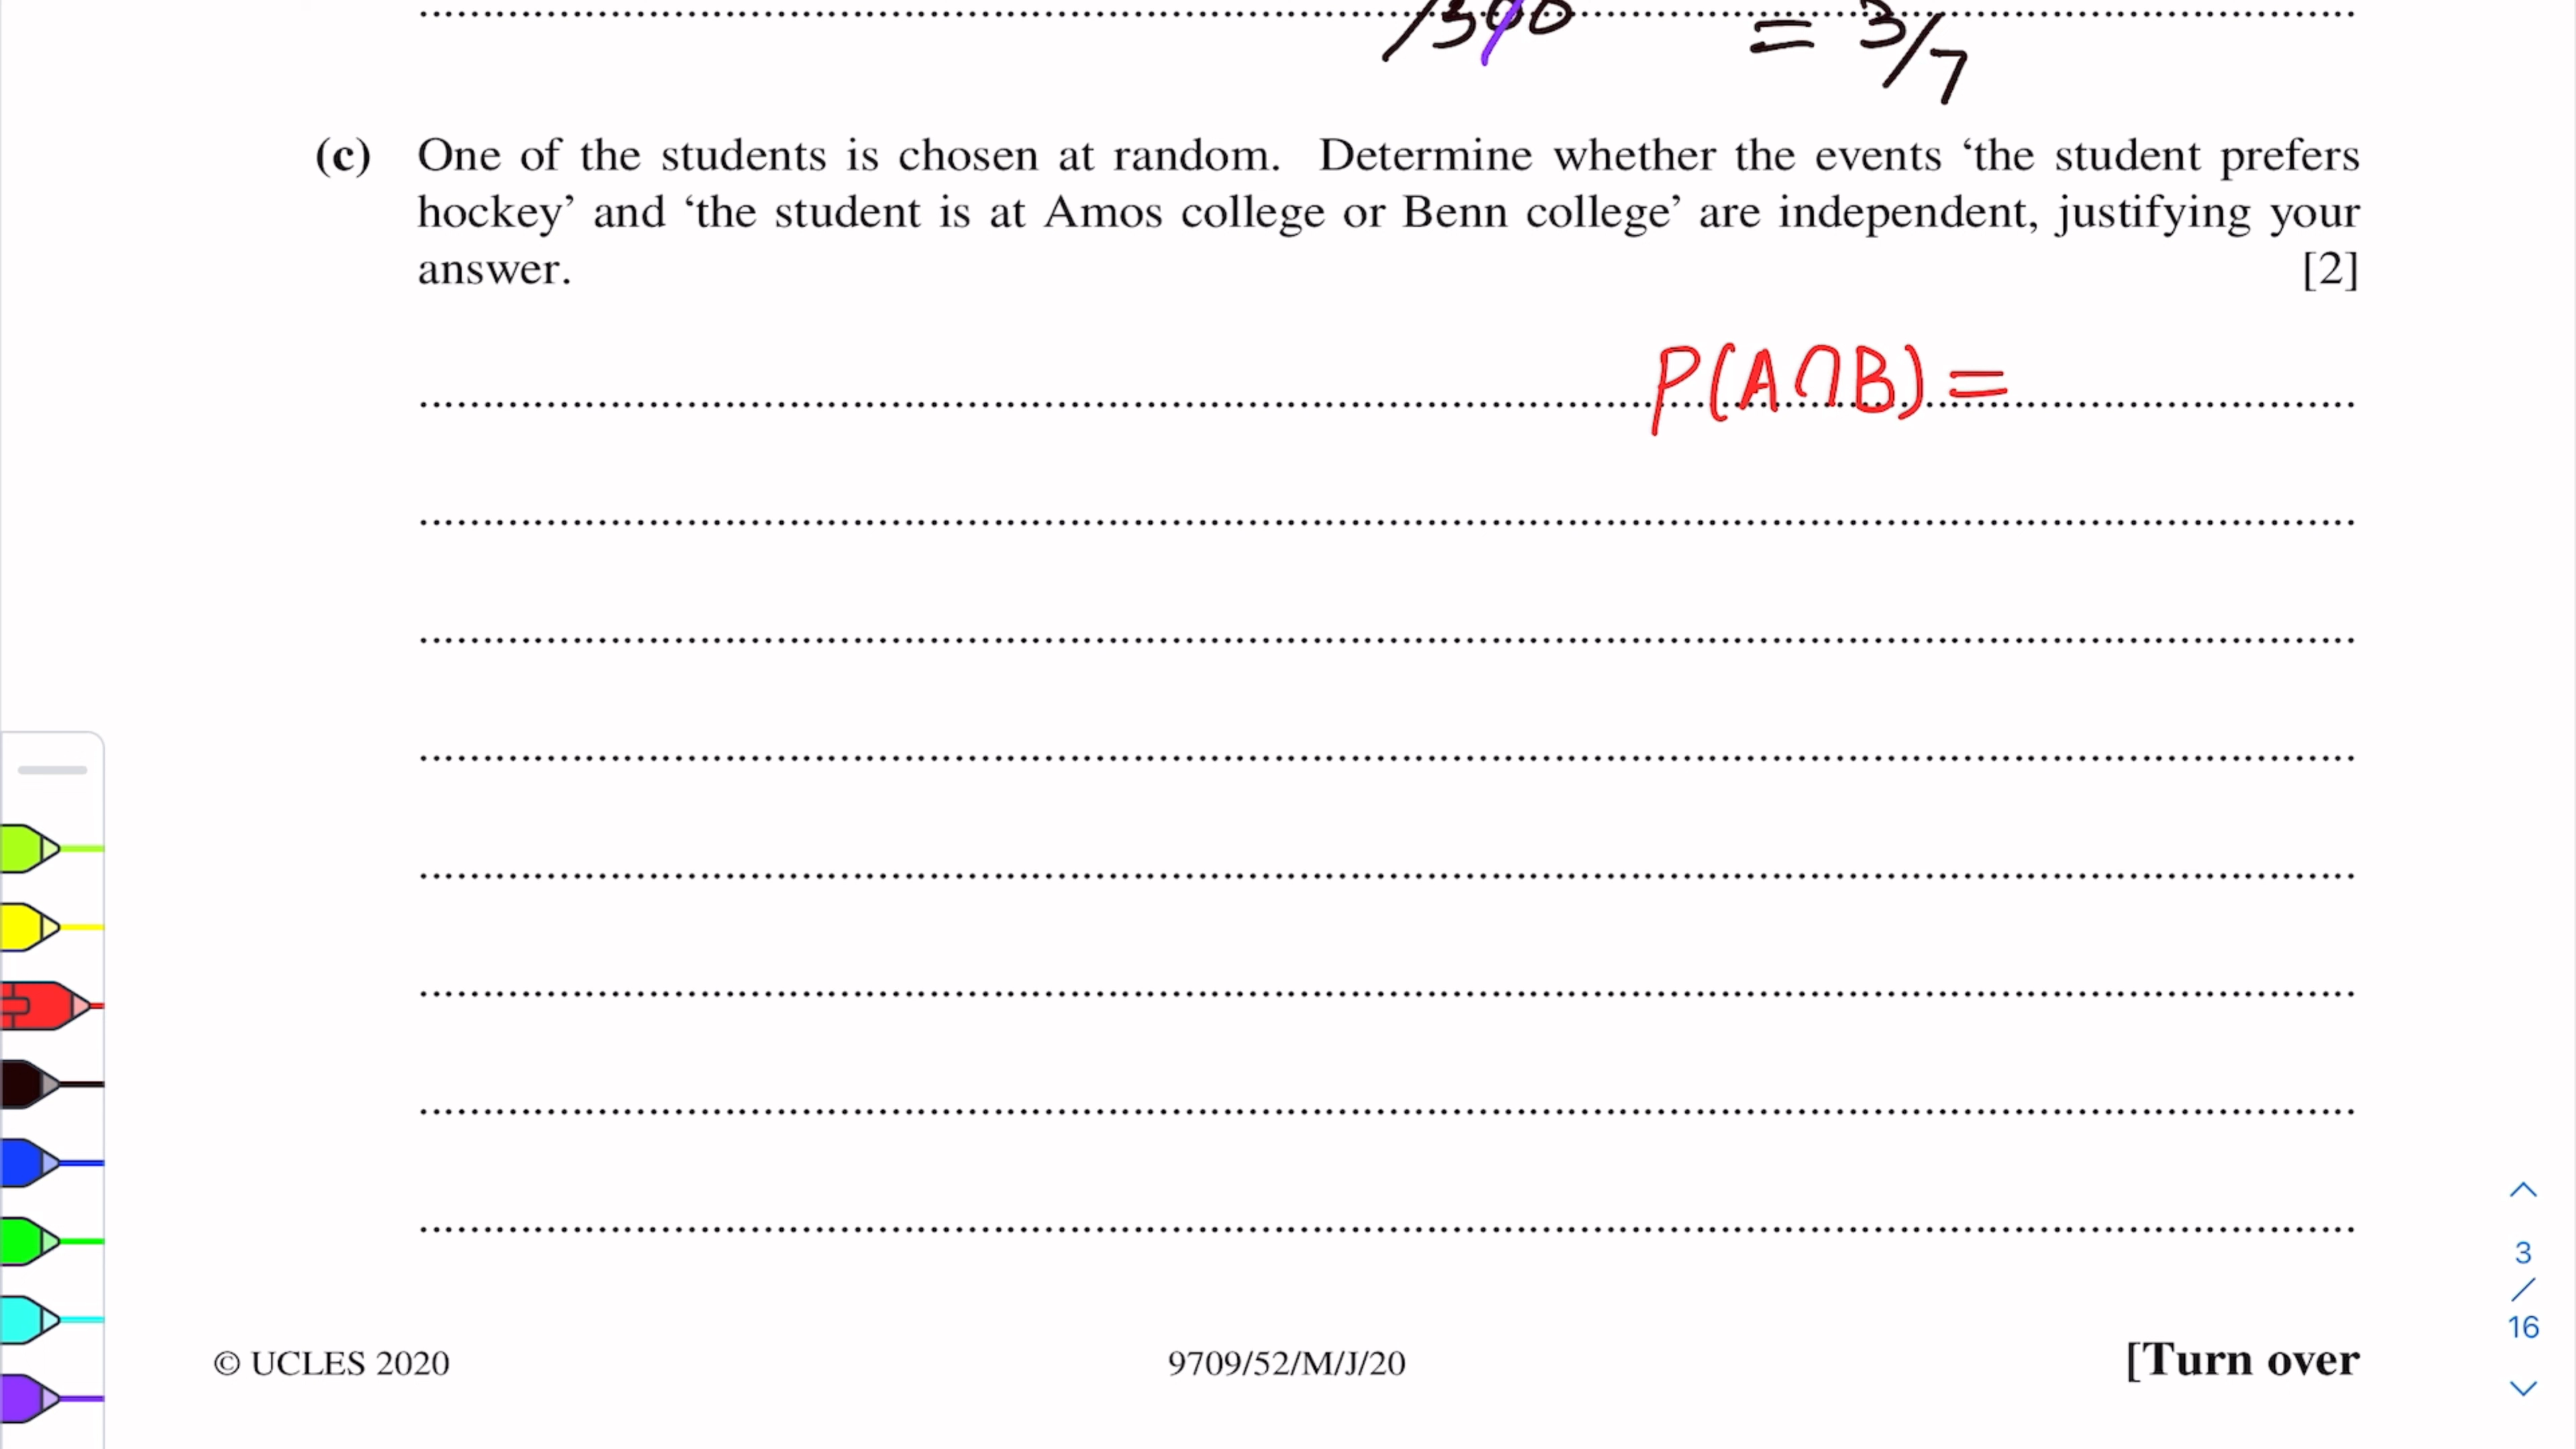 /300 = 3/7
(c) One of the students is chosen at random. Determine whether the events ‘the student prefers
hockey’ and ‘the student is at Amos college or Benn college’ are independent, justifying your
answer. [2]
P(A∩B) =
3
/
16
© UCLES 2020 9709/52/M/J/20 [Turn over